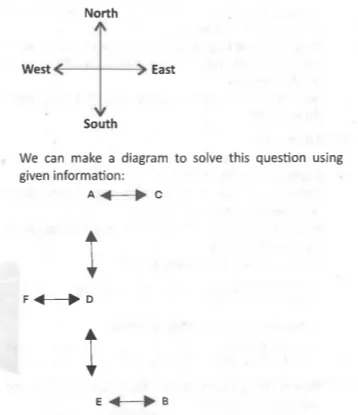 North
West East
South
We can make a diagram to solve this question using
given information:
A C
F D
E B